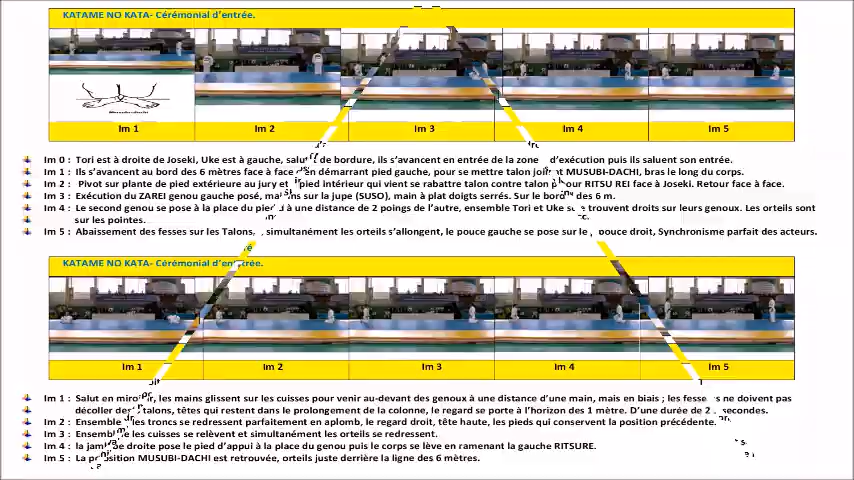 KATAME NO KATA- Cérémonial d'entrée.
Im 1 Im 2 Im 3 Im 4 Im 5
Im 0 : Tori est à droite de Joseki, Uke est à gauche, de bordure, ils s'avancent en entrée de la zone d'exécution puis ils saluent son entrée.
Im 1 : Ils s'avancent au bord des 6 mètres face à face en démarrant pied gauche, pour se mettre talon MUSUBI-DACHI, bras le long du corps.
Im 2 : Pivot sur plante de pied extérieure au jury et pied intérieur qui vient se rabattre talon contre talon RITSU REI face à Joseki. Retour face à face.
Im 3 : Exécution du ZAREI genou gauche posé, sur la jupe (SUSO), main à plat doigts serrés. Sur le des 6 m.
Im 4 : Le second genou se pose à la place du à une distance de 2 poings de l'autre, ensemble Tori et Uke trouvent droits sur leurs genoux. Les orteils sont
sur les pointes.
Im 5 : Abaissement des fesses sur les Talons, simultanément les orteils s'allongent, le pouce gauche se pose sur le pouce droit, Synchronisme parfait des acteurs.
KATAME NO KATA- Cérémonial d'entrée.
Im 1 Im 2 Im 3 Im 4 Im 5
Im 1 : Salut en les mains glissent sur les cuisses pour venir au-devant des genoux à une distance d'une main, mais en biais ; les ne doivent pas
décoller talons, têtes qui restent dans le prolongement de la colonne, le regard se porte à l'horizon des 1 mètre. D'une durée de 2 secondes.
Im 2 : Ensemble les troncs se redressent parfaitement en aplomb, le regard droit, tête haute, les pieds qui conservent la position précédente.
Im 3 : les cuisses se relèvent et simultanément les orteils se redressent.
Im 4 : la droite pose le pied d'appui à la place du genou puis le corps se lève en ramenant la gauche RITSURE.
Im 5 : La MUSUBI-DACHI est retrouvée, orteils juste derrière la ligne des 6 mètres.